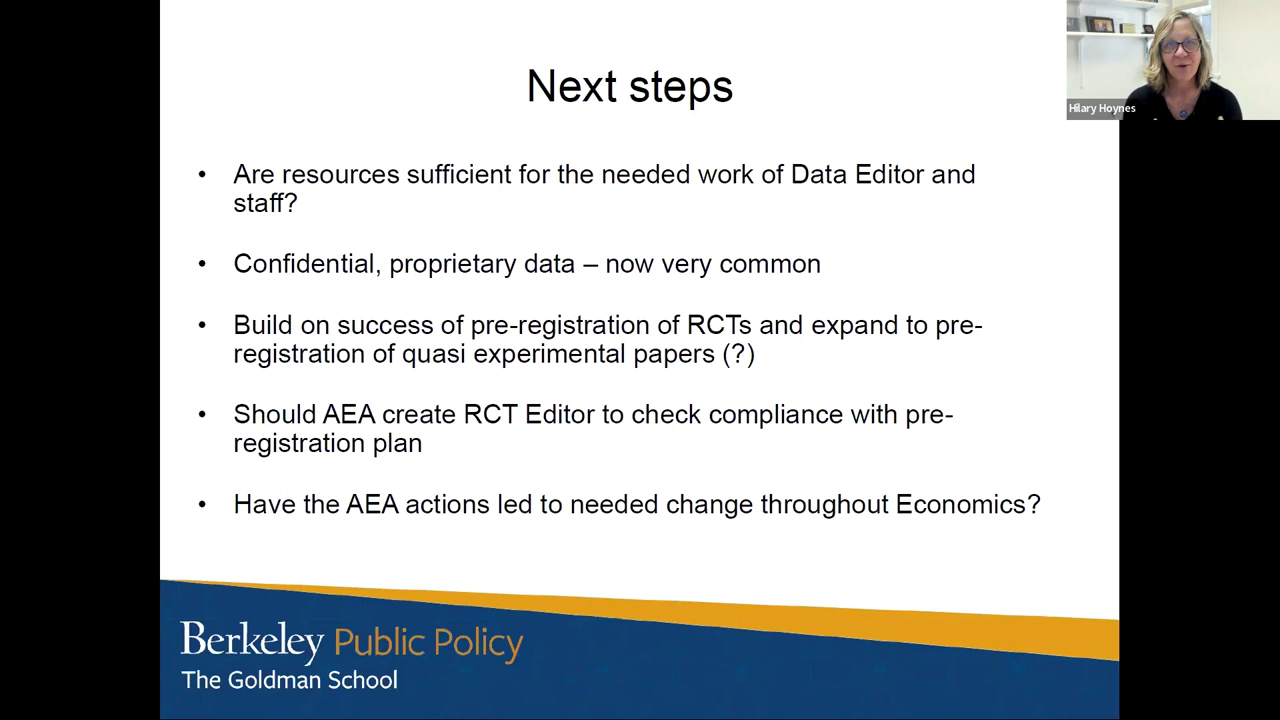 Next steps
Hilary Hoynes
• Are resources sufficient for the needed work of Data Editor and
staff?
• Confidential, proprietary data – now very common
• Build on success of pre-registration of RCTs and expand to pre-
registration of quasi experimental papers (?)
• Should AEA create RCT Editor to check compliance with pre-
registration plan
• Have the AEA actions led to needed change throughout Economics?
Berkeley Public Policy
The Goldman School